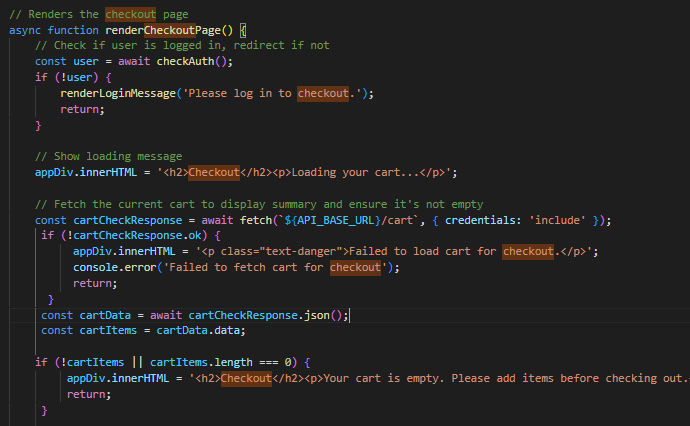 // Renders the checkout page
async function renderCheckoutPage() {
// Check if user is logged in, redirect if not
const user = await checkAuth();
if (!user) {
renderLoginMessage('Please log in to checkout.');
return;
}
// Show loading message
appDiv.innerHTML = '<h2>Checkout</h2><p>Loading your cart...</p>';
// Fetch the current cart to display summary and ensure it's not empty
const cartCheckResponse = await fetch(`${API_BASE_URL}/cart`, { credentials: 'include' });
if (!cartCheckResponse.ok) {
appDiv.innerHTML = '<p class="text-danger">Failed to load cart for checkout.</p>';
console.error('Failed to fetch cart for checkout');
return;
}
const cartData = await cartCheckResponse.json();
const cartItems = cartData.data;
if (!cartItems || cartItems.length === 0) {
appDiv.innerHTML = '<h2>Checkout</h2><p>Your cart is empty. Please add items before checking out.
return;
}